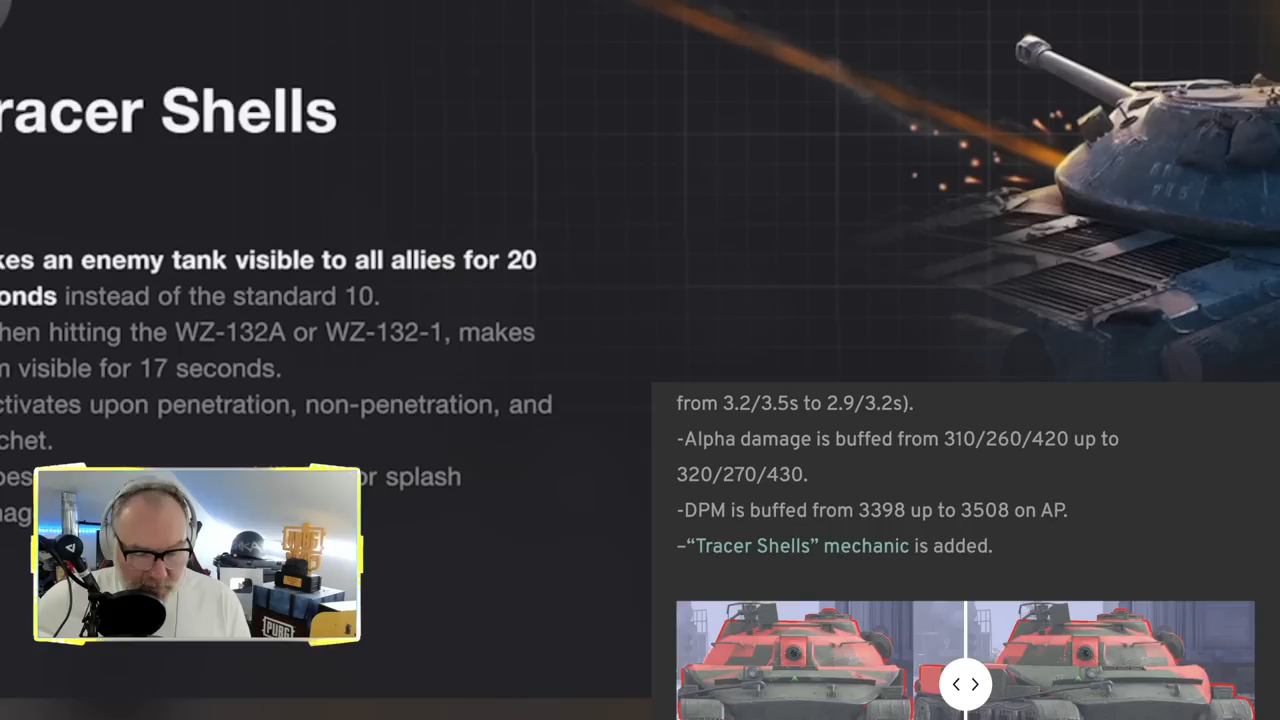 racer Shells
kes an enemy tank visible to all allies for 20
onds instead of the standard 10.
hen hitting the WZ-132A or WZ-132-1, makes
m visible for 17 seconds.
ctivates upon penetration, non-penetration, and
chet.
oes or splash
nag
from 3.2/3.5s to 2.9/3.2s).
-Alpha damage is buffed from 310/260/420 up to
320/270/430.
-DPM is buffed from 3398 up to 3508 on AP.
–“Tracer Shells” mechanic is added.
PUBG